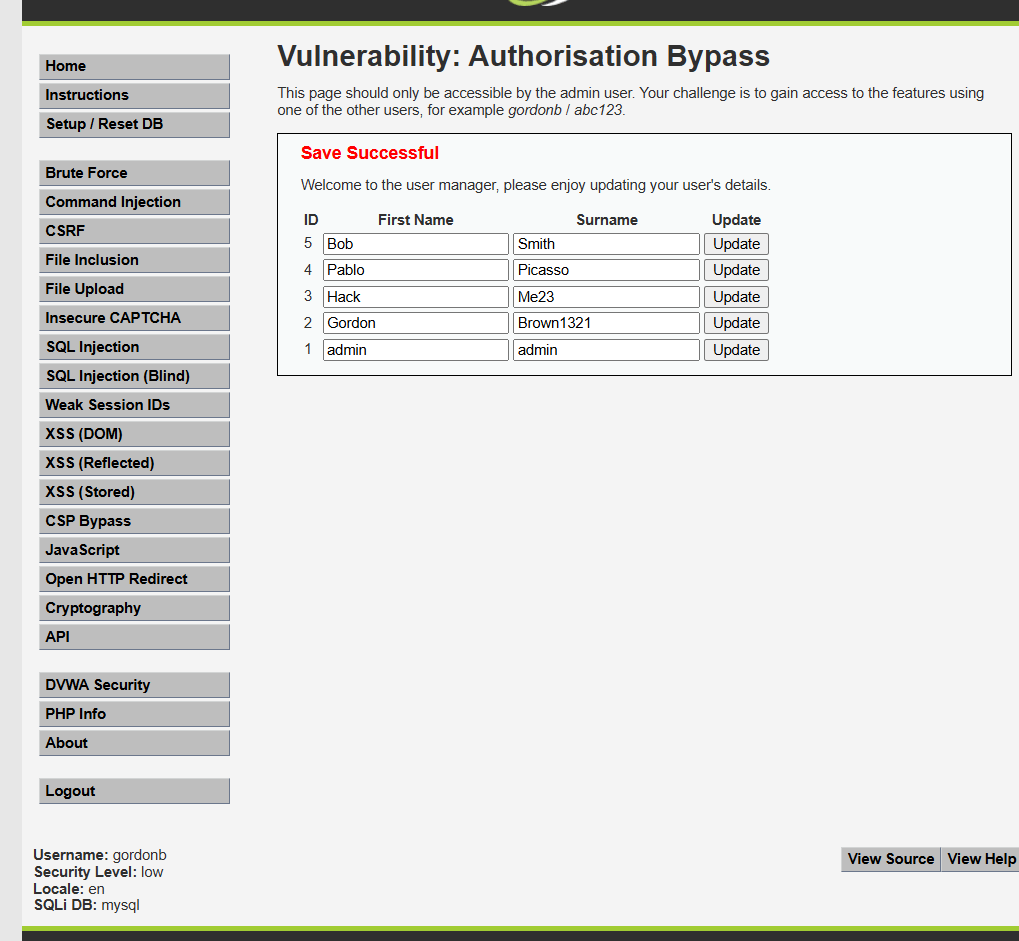 Home
Instructions
Setup / Reset DB
Brute Force
Command Injection
CSRF
File Inclusion
File Upload
Insecure CAPTCHA
SQL Injection
SQL Injection (Blind)
Weak Session IDs
XSS (DOM)
XSS (Reflected)
XSS (Stored)
CSP Bypass
JavaScript
Open HTTP Redirect
Cryptography
API
DVWA Security
PHP Info
About
Logout
Vulnerability: Authorisation Bypass
This page should only be accessible by the admin user. Your challenge is to gain access to the features using
one of the other users, for example gordonb / abc123.
Save Successful
Welcome to the user manager, please enjoy updating your user's details.
ID First Name Surname Update
5 Bob Smith Update
4 Pablo Picasso Update
3 Hack Me23 Update
2 Gordon Brown1321 Update
1 admin admin Update
Username: gordonb
Security Level: low
Locale: en
SQLi DB: mysql
View Source View Help